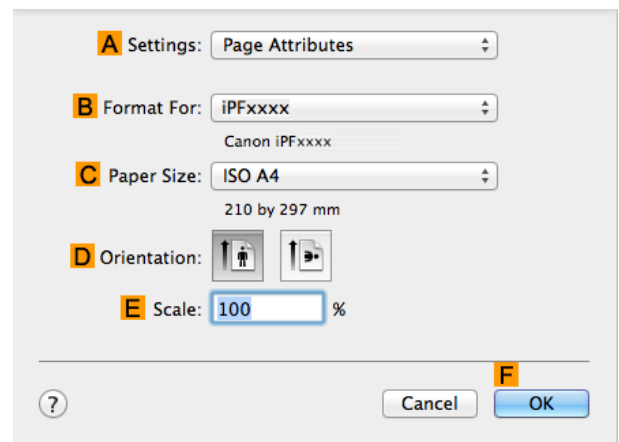 A Settings: Page Attributes
B Format For: iPFxxxx
Canon iPFxxxx
C Paper Size: ISO A4
210 by 297 mm
D Orientation:
E Scale: 100 %
F
? Cancel OK